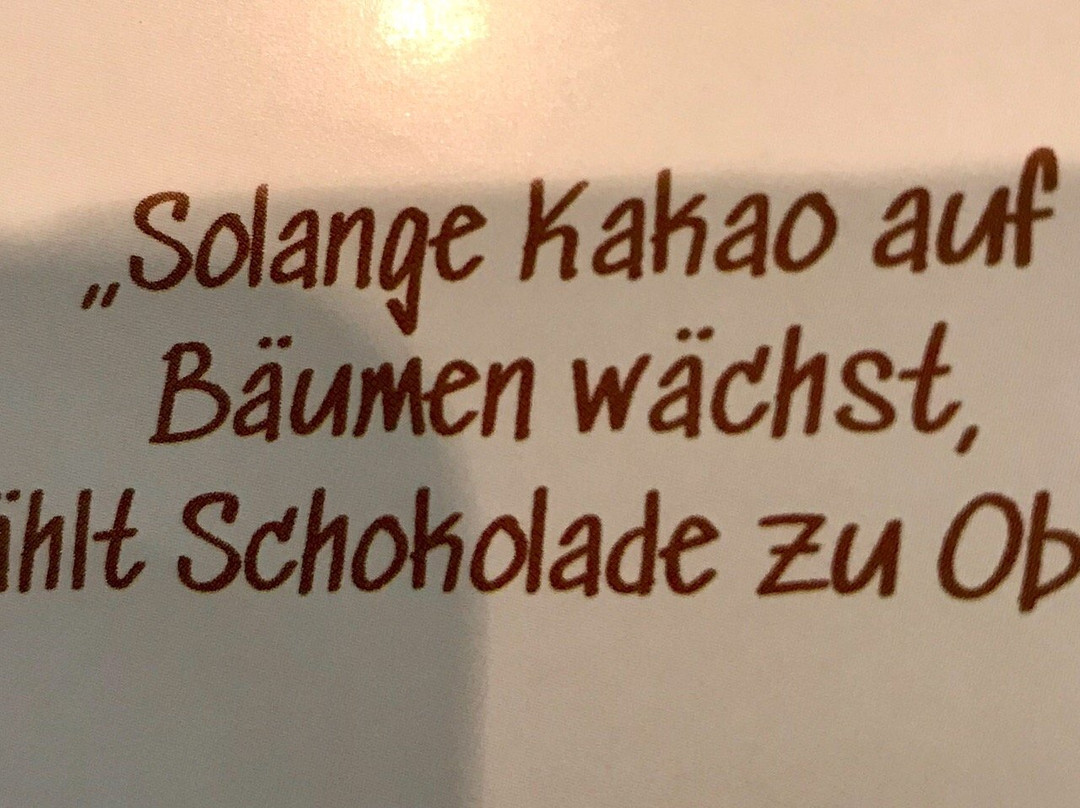 „Solange Kakao auf
Bäumen wächst,
ählt Schokolade zu Ob